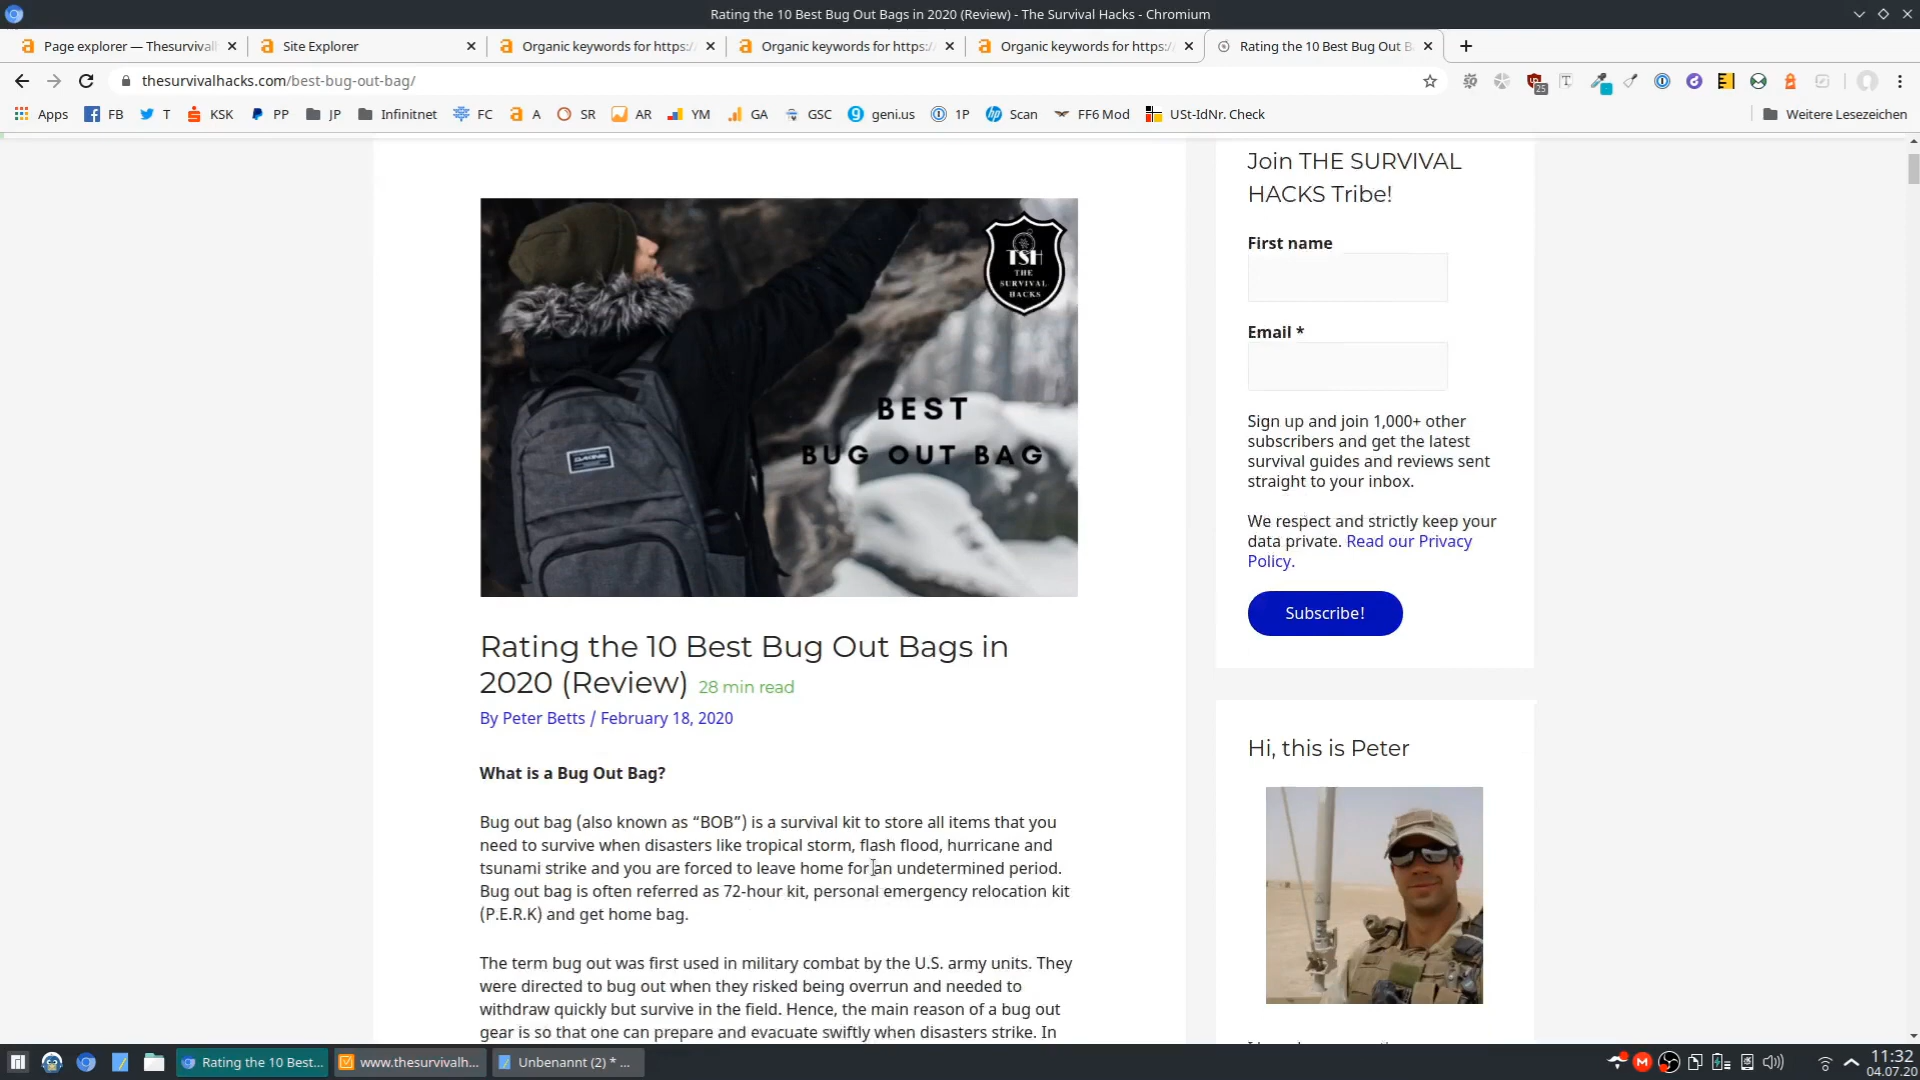 Rating the 10 Best Bug Out Bags in 2020 (Review) - The Survival Hacks - Chromium
Page explorer — Thesurvival
Site Explorer
Organic keywords for https:/
Organic keywords for https:/
Organic keywords for https:/
Rating the 10 Best Bug Out B
thesurvivalhacks.com/best-bug-out-bag/
25
Apps
FB
T
KSK
PP
JP
Infinitnet
FC
A
SR
AR
YM
GA
GSC
geni.us
1P
Scan
FF6 Mod
USt-IdNr. Check
Weitere Lesezeichen
TSH
THE
SURVIVAL
HACKS
DAKINE
BEST
BUG OUT BAG
Rating the 10 Best Bug Out Bags in
2020 (Review) 28 min read
By Peter Betts / February 18, 2020
What is a Bug Out Bag?
Bug out bag (also known as “BOB”) is a survival kit to store all items that you
need to survive when disasters like tropical storm, flash flood, hurricane and
tsunami strike and you are forced to leave home for an undetermined period.
Bug out bag is often referred as 72-hour kit, personal emergency relocation kit
(P.E.R.K) and get home bag.
The term bug out was first used in military combat by the U.S. army units. They
were directed to bug out when they risked being overrun and needed to
withdraw quickly but survive in the field. Hence, the main reason of a bug out
gear is so that one can prepare and evacuate swiftly when disasters strike. In
Join THE SURVIVAL
HACKS Tribe!
First name
Email *
Sign up and join 1,000+ other
subscribers and get the latest
survival guides and reviews sent
straight to your inbox.
We respect and strictly keep your
data private. Read our Privacy
Policy.
Subscribe!
Hi, this is Peter
Rating the 10 Best...
www.thesurvivalh...
Unbenannt (2) * ...
11:32
04.07.20